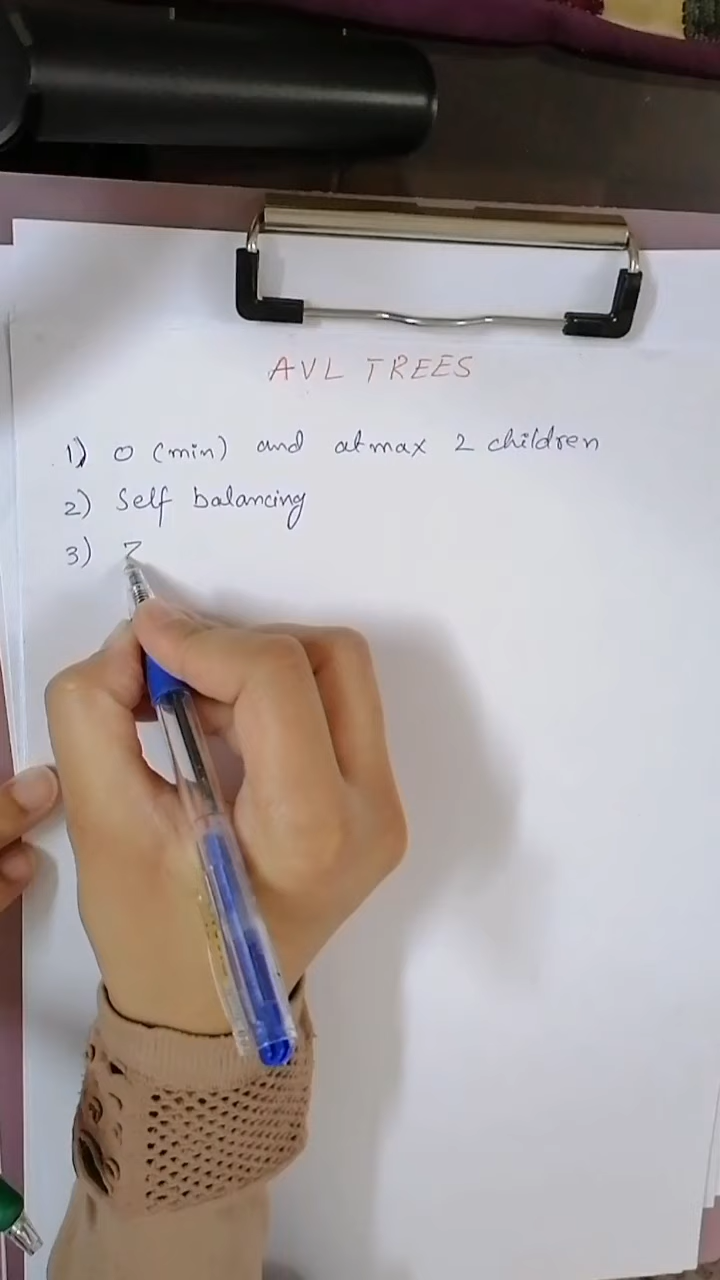 AVL TREES
1) 0 (min) and atmax 2 children
2) Self balancing
3)